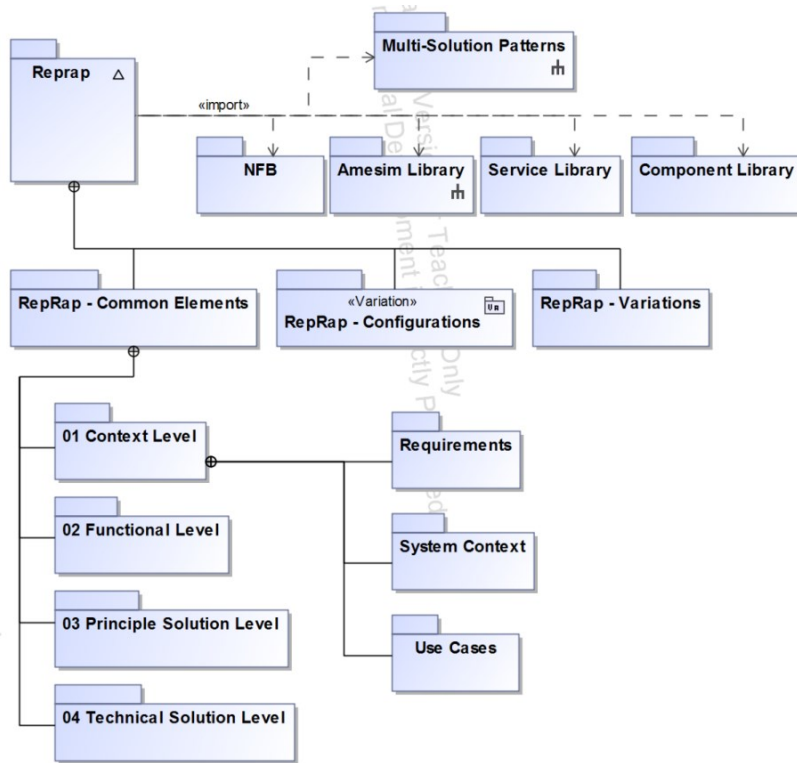 Multi-Solution Patterns
Reprap
«import»
NFB
Amesim Library
Service Library
Component Library
RepRap - Common Elements
«Variation»
RepRap - Configurations
RepRap - Variations
01 Context Level
Requirements
02 Functional Level
System Context
03 Principle Solution Level
Use Cases
04 Technical Solution Level